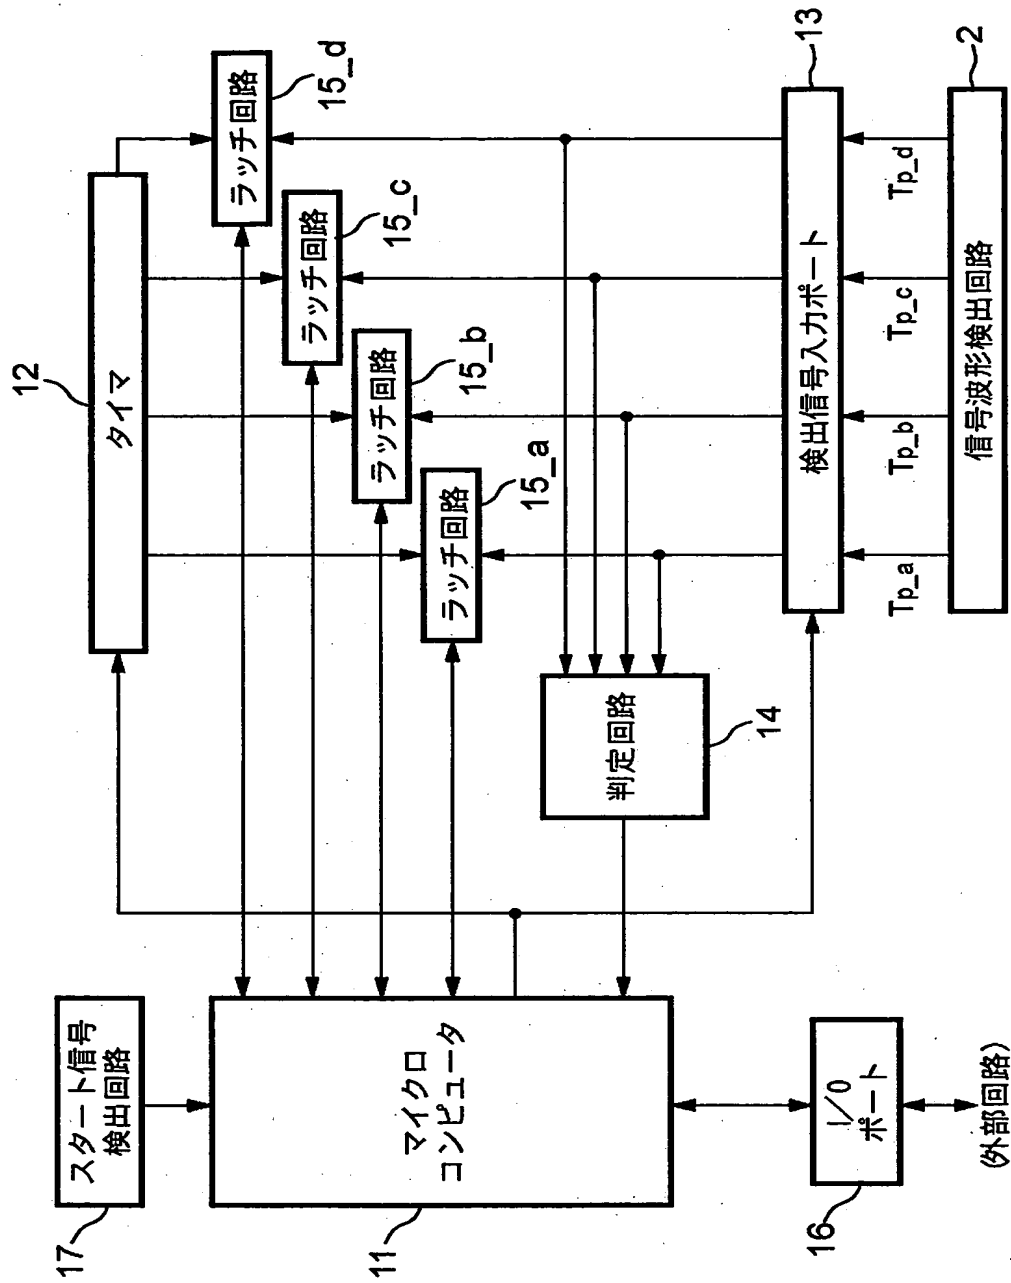 スタート信号
検出回路
17
マイクロ
コンピュータ
11
I/O
ポート
16
(外部回路)
タイマ
12
ラッチ回路
15_d
ラッチ回路
15_c
ラッチ回路
15_b
ラッチ回路
15_a
判定回路
14
検出信号入力ポート
13
Tp_a
Tp_b
Tp_c
Tp_d
信号波形検出回路
2